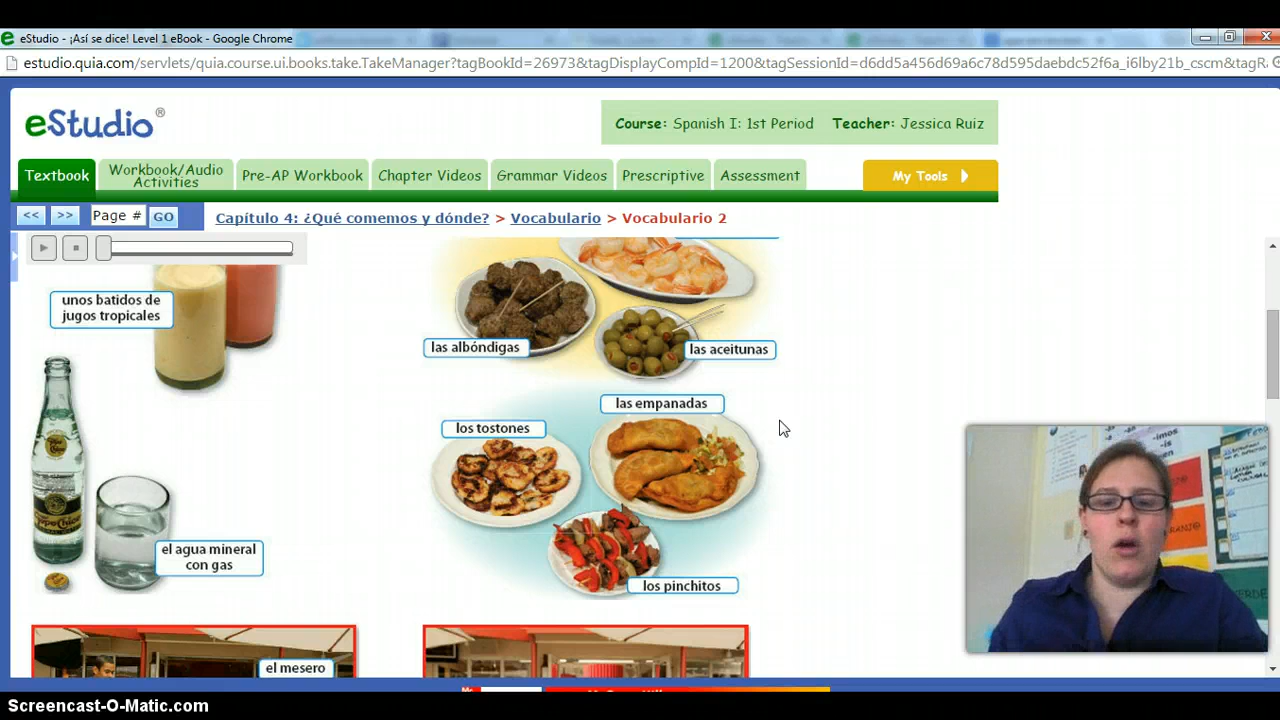 eStudio - ¡Así se dice! Level 1 eBook - Google Chrome
estudio.quia.com/servlets/quia.course.ui.books.take.TakeManager?tagBookId=26973&tagDisplayCompId=1200&tagSessionId=d6dd5a456d69a6c78d595daebdc52f6a_i6lby21b_cscm&tagRa
eStudio®
Course: Spanish I: 1st Period Teacher: Jessica Ruiz
Textbook
Workbook/Audio
Activities
Pre-AP Workbook
Chapter Videos
Grammar Videos
Prescriptive
Assessment
My Tools
<< >> Page # GO
Capítulo 4: ¿Qué comemos y dónde? > Vocabulario > Vocabulario 2
unos batidos de
jugos tropicales
las albóndigas
las aceitunas
las empanadas
los tostones
el agua mineral
con gas
los pinchitos
el mesero
-imos
-ís
-en
Screencast-O-Matic.com